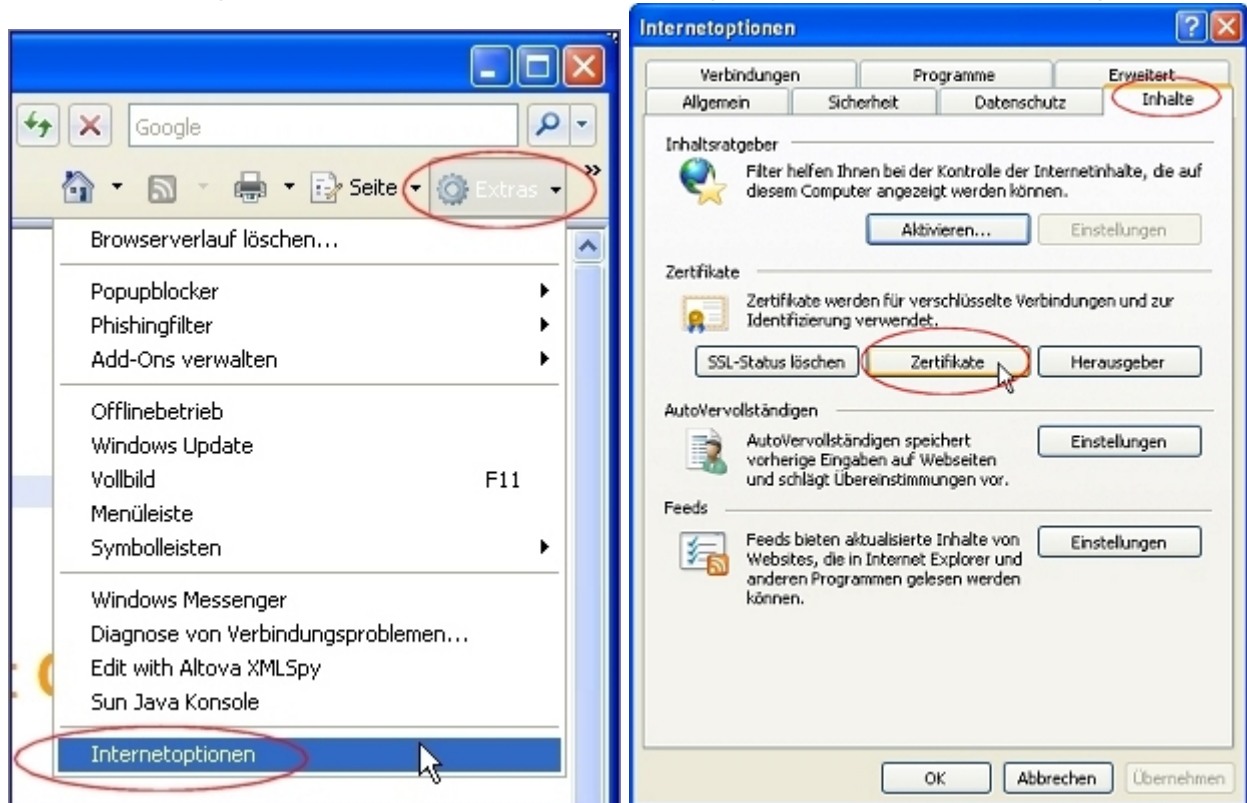 Google
Seite
Extras
Browserverlauf löschen...
Popupblocker
Phishingfilter
Add-Ons verwalten
Offlinebetrieb
Windows Update
Vollbild F11
Menüleiste
Symbolleisten
Windows Messenger
Diagnose von Verbindungsproblemen...
Edit with Altova XMLSpy
Sun Java Konsole
Internetoptionen
Internetoptionen
Verbindungen Programme Erweitert
Allgemein Sicherheit Datenschutz Inhalte
Inhaltsratgeber
Filter helfen Ihnen bei der Kontrolle der Internetinhalte, die auf
diesem Computer angezeigt werden können.
Aktivieren... Einstellungen
Zertifikate
Zertifikate werden für verschlüsselte Verbindungen und zur
Identifizierung verwendet.
SSL-Status löschen Zertifikate Herausgeber
AutoVervollständigen
AutoVervollständigen speichert
vorherige Eingaben auf Webseiten
und schlägt Übereinstimmungen vor.
Einstellungen
Feeds
Feeds bieten aktualisierte Inhalte von
Websites, die in Internet Explorer und
anderen Programmen gelesen werden
können.
Einstellungen
OK Abbrechen Übernehmen